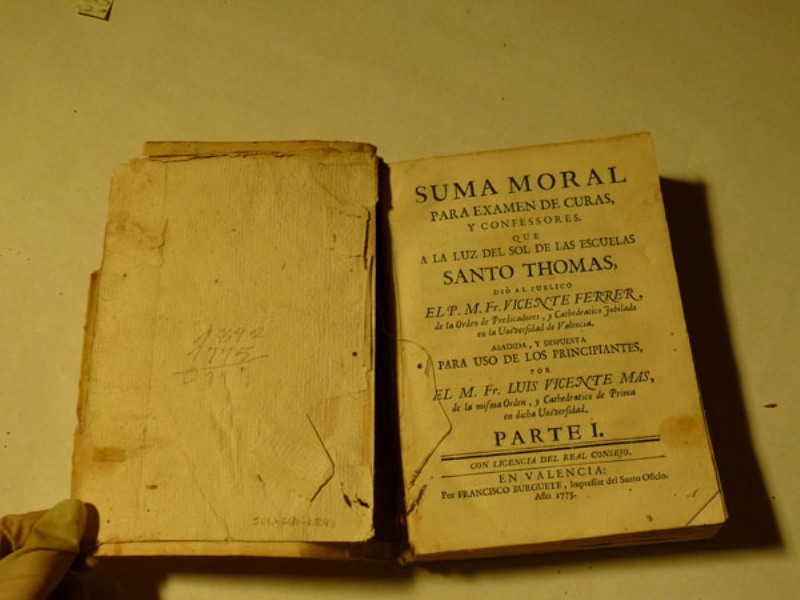 1775
SUMA MORAL
PARA EXAMEN DE CURAS,
Y CONFESSORES.
QUE
A LA LUZ DEL SOL DE LAS ESCUELAS
SANTO THOMAS,
DIÒ AL PUBLICO
EL P. M. Fr. VICENTE FERRER,
de la Orden de Predicadores, y Cathedratico Jubilado
en la Universidad de Valencia.
AÑADIDA, Y DISPUESTA
PARA USO DE LOS PRINCIPIANTES,
POR
EL M. Fr. LUIS VICENTE MAS,
de la misma Orden, y Cathedratico de Prima
en dicha Universidad.
PARTE I.
CON LICENCIA DEL REAL CONSEJO.
EN VALENCIA:
Por FRANCISCO BURGUETE, Impressor del Santo Oficio.
Año 1775.